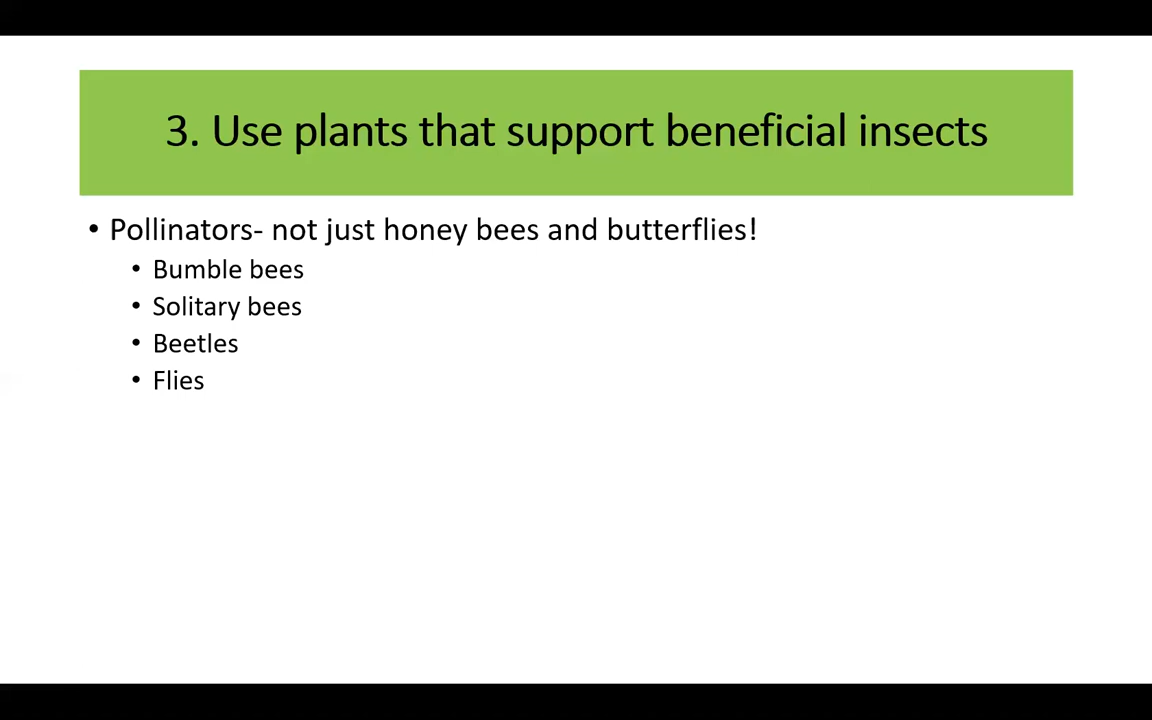 3. Use plants that support beneficial insects
• Pollinators- not just honey bees and butterflies!
• Bumble bees
• Solitary bees
• Beetles
• Flies